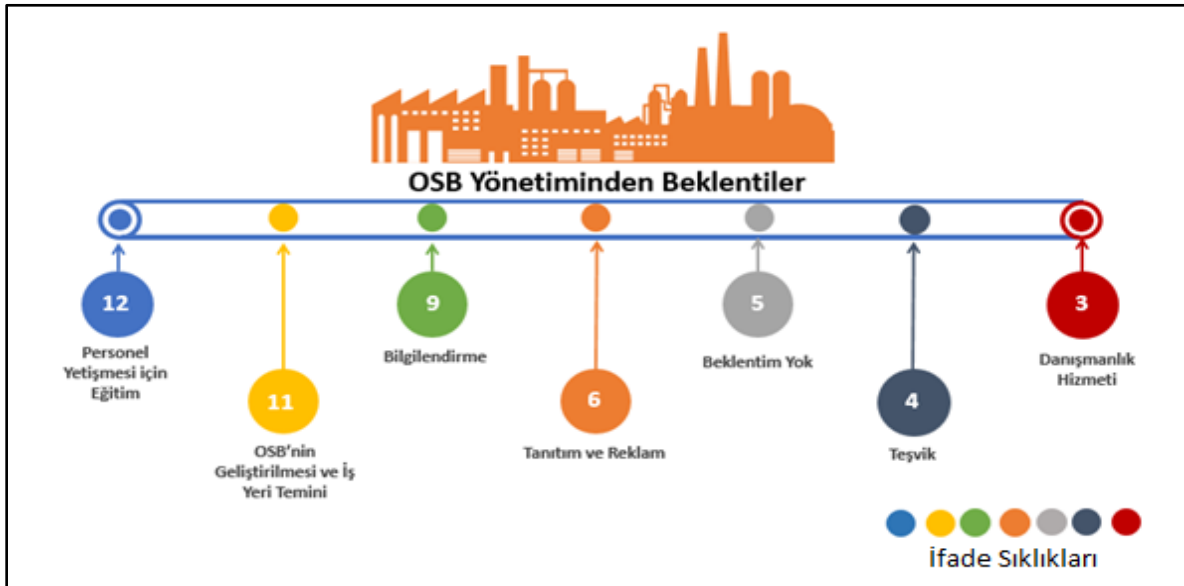 OSB Yönetiminden Beklentiler
12
Personel
Yetişmesi için
Eğitim
11
OSB'nin
Geliştirilmesi ve İş
Yeri Temini
9
Bilgilendirme
6
Tanıtım ve Reklam
5
Beklentim Yok
4
Teşvik
3
Danışmanlık
Hizmeti
İfade Sıklıkları